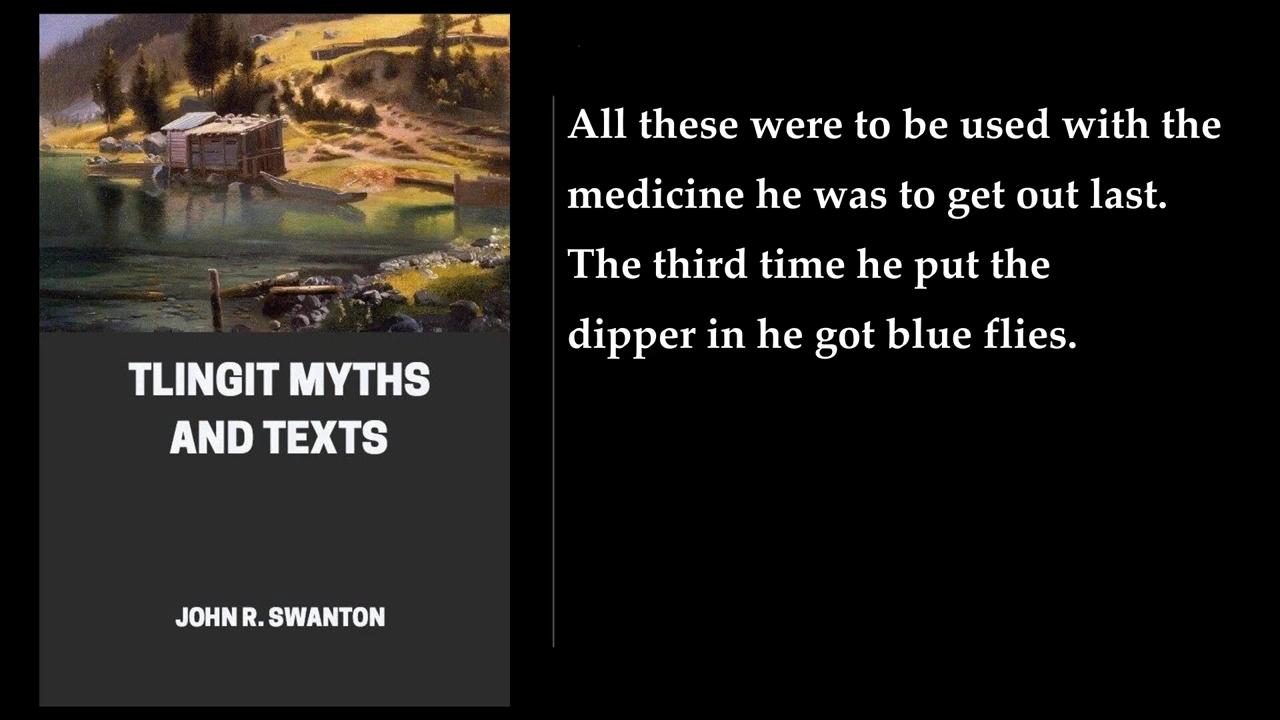 TLINGIT MYTHS
AND TEXTS
JOHN R. SWANTON
All these were to be used with the
medicine he was to get out last.
The third time he put the
dipper in he got blue flies.